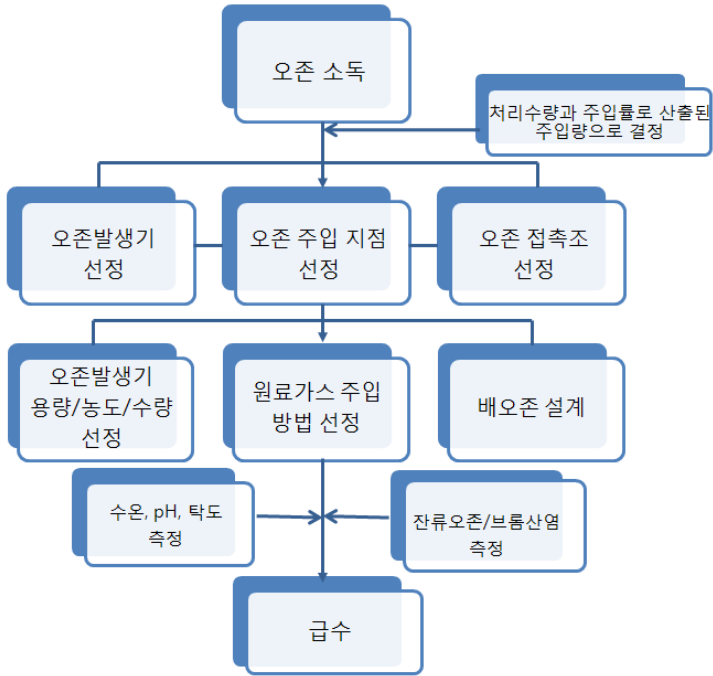 오존 소독
처리수량과 주입률로 산출된
주입량으로 결정
오존발생기
선정
오존 주입 지점
선정
오존 접촉조
선정
오존발생기
용량/농도/수량
선정
원료가스 주입
방법 선정
배오존 설계
수온, pH, 탁도
측정
잔류오존/브롬산염
측정
급수